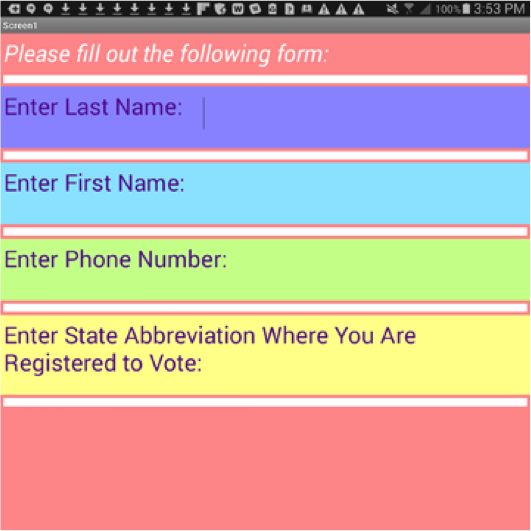 100% 3:53 PM
Screen1
Please fill out the following form:
Enter Last Name:
Enter First Name:
Enter Phone Number:
Enter State Abbreviation Where You Are
Registered to Vote: